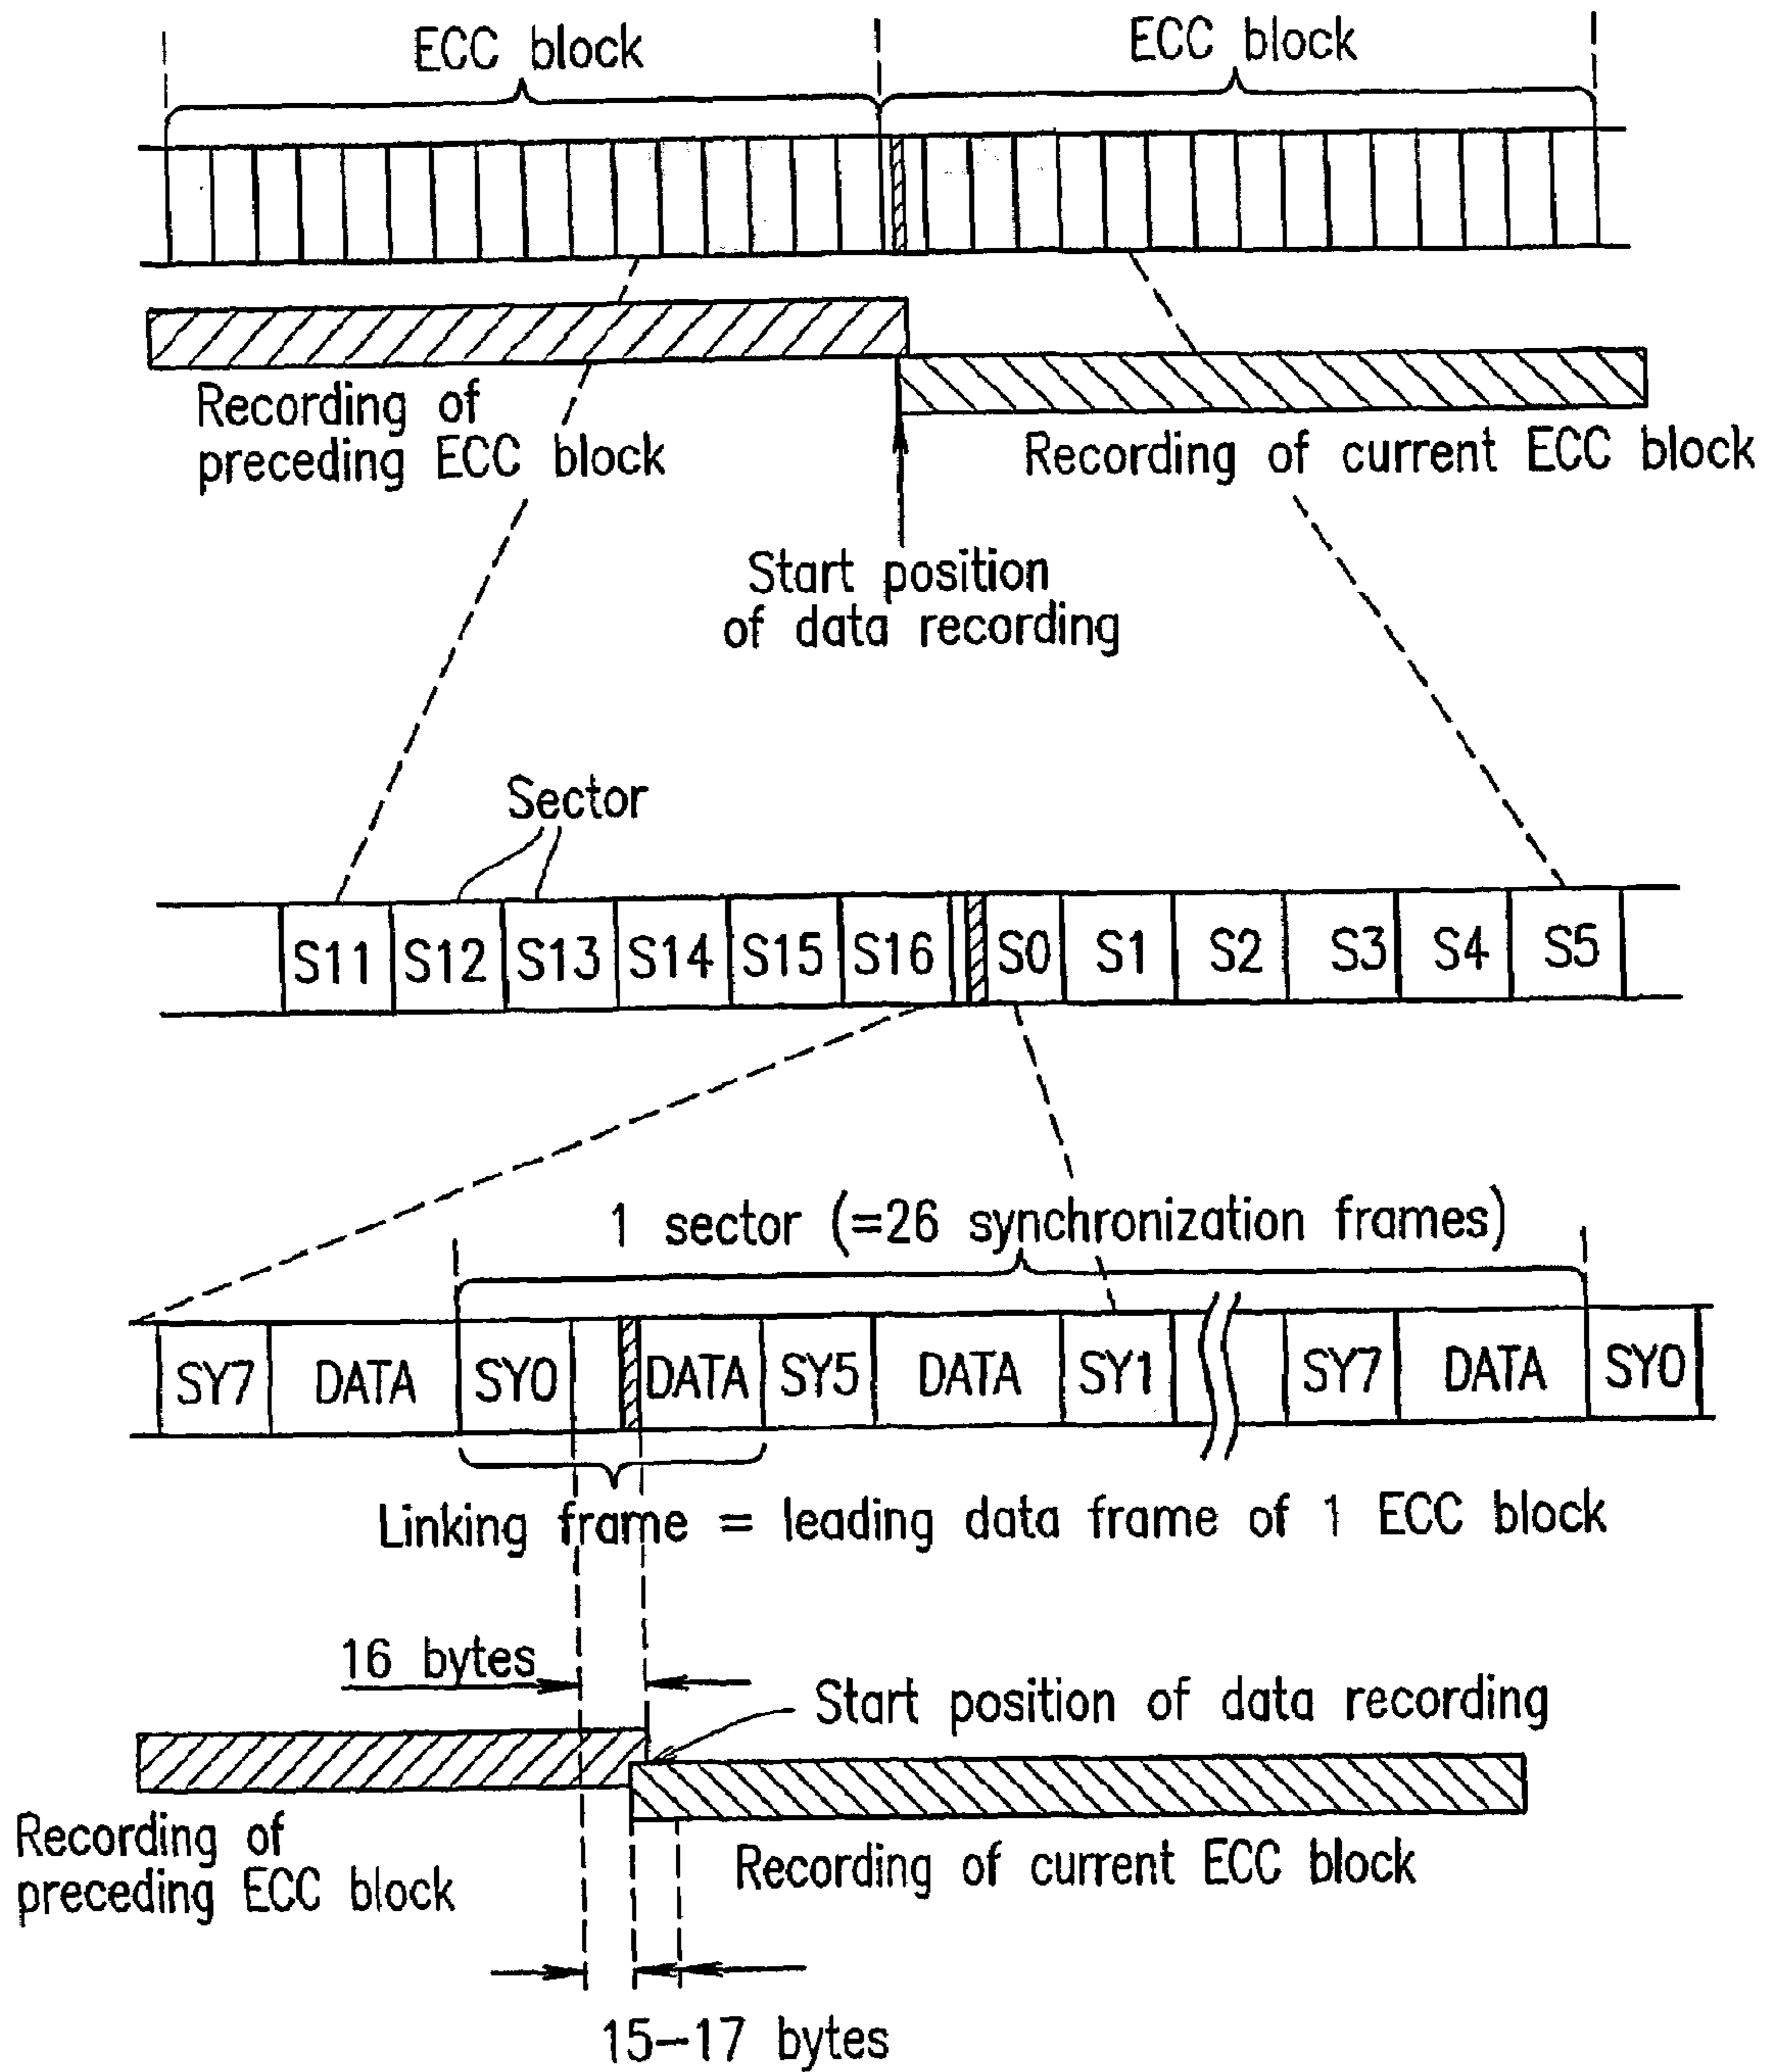 ECC block
ECC block
Recording of
preceding ECC block
Recording of current ECC block
Start position
of data recording
Sector
S11 S12 S13 S14 S15 S16 S0 S1 S2 S3 S4 S5
1 sector (=26 synchronization frames)
SY7 DATA SY0 DATA SY5 DATA SY1 SY7 DATA SY0
Linking frame = leading data frame of 1 ECC block
16 bytes
Start position of data recording
Recording of
preceding ECC block
Recording of current ECC block
15-17 bytes